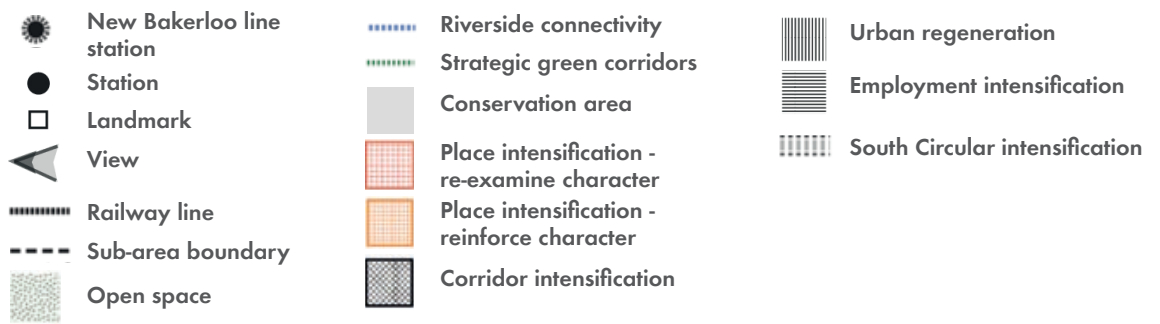 New Bakerloo line
station
Station
Landmark
View
Railway line
Sub-area boundary
Open space
Riverside connectivity
Strategic green corridors
Conservation area
Place intensification -
re-examine character
Place intensification -
reinforce character
Corridor intensification
Urban regeneration
Employment intensification
South Circular intensification